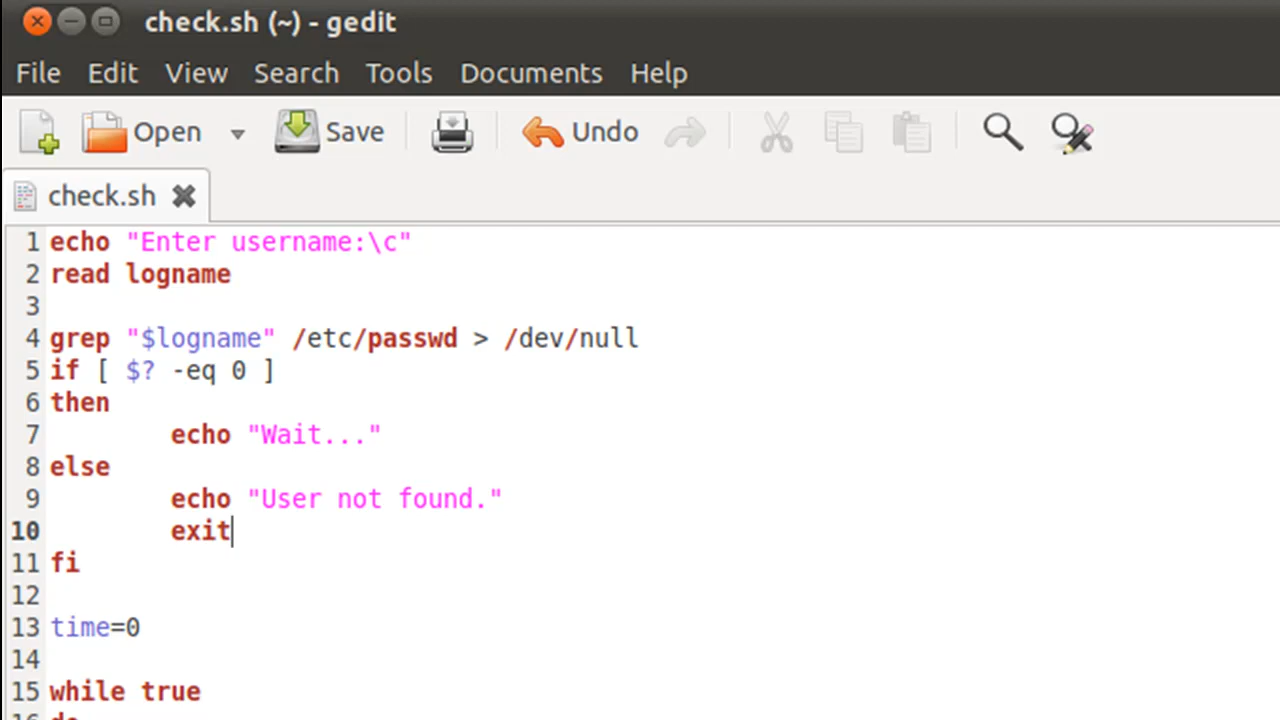 check.sh (~) - gedit
File Edit View Search Tools Documents Help
Open Save Undo
check.sh
1 echo "Enter username:\c"
2 read logname
3
4 grep "$logname" /etc/passwd > /dev/null
5 if [ $? -eq 0 ]
6 then
7 echo "Wait..."
8 else
9 echo "User not found."
10 exit
11 fi
12
13 time=0
14
15 while true
16 do